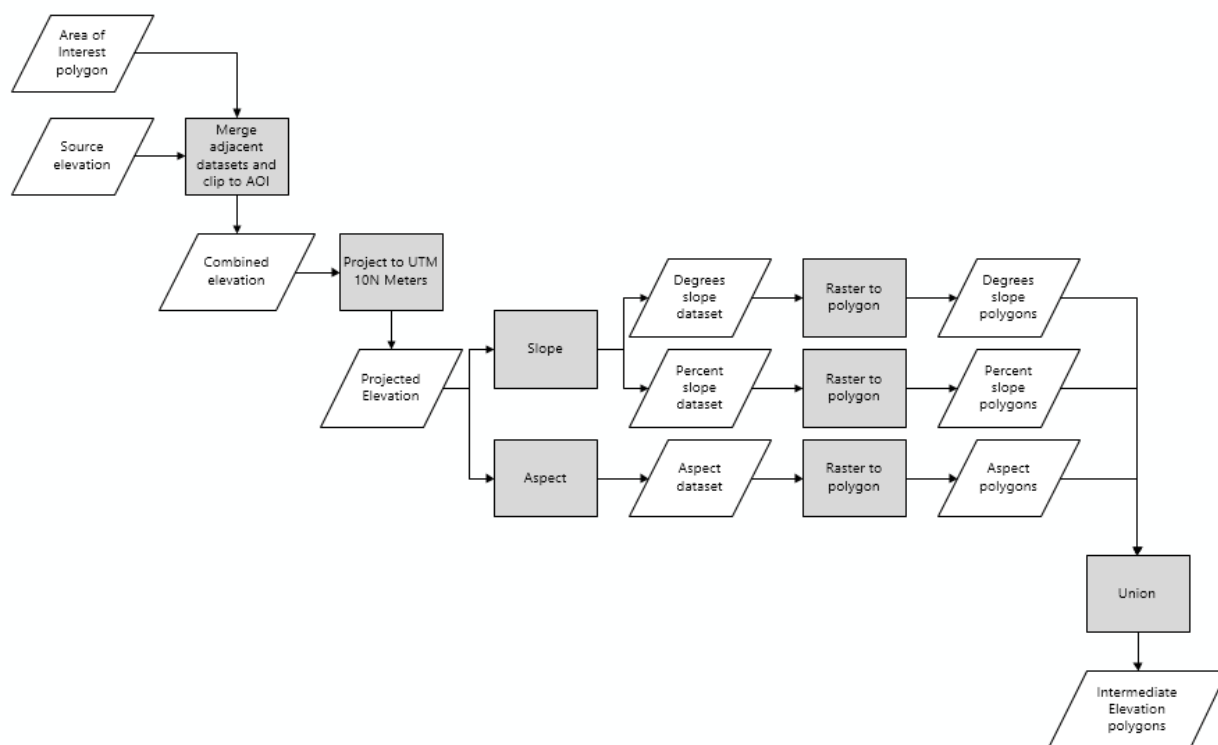 Area of
Interest
polygon
Source
elevation
Merge
adjacent
datasets and
clip to AOI
Combined
elevation
Project to UTM
10N Meters
Projected
Elevation
Slope
Degrees
slope
dataset
Raster to
polygon
Degrees
slope
polygons
Percent
slope
dataset
Raster to
polygon
Percent
slope
polygons
Aspect
Aspect
dataset
Raster to
polygon
Aspect
polygons
Union
Intermediate
Elevation
polygons